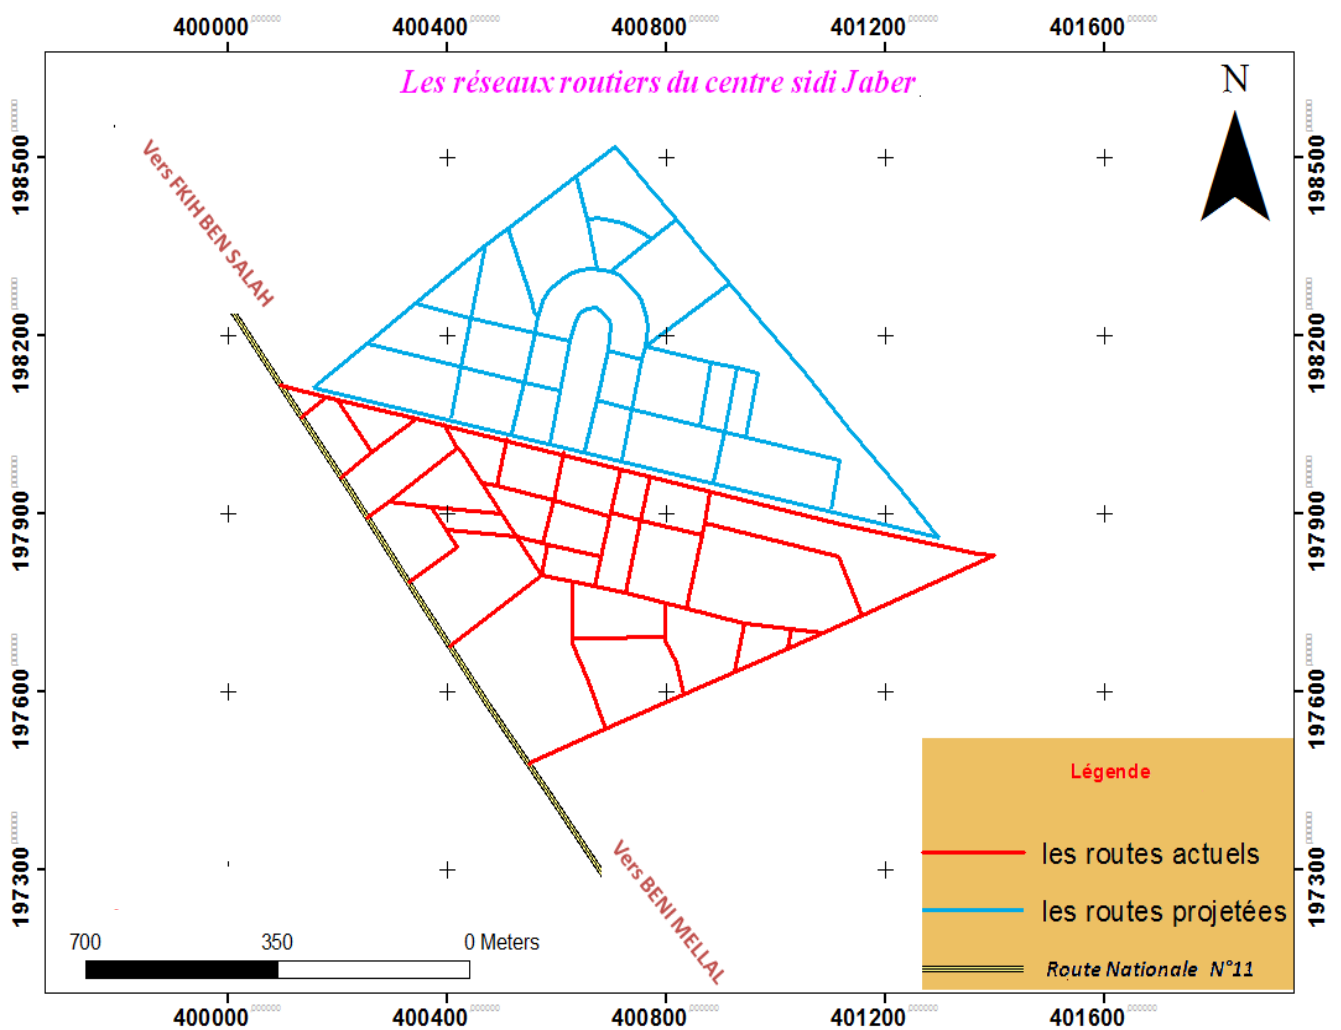 400000 400400 400800 401200 401600
Les réseaux routiers du centre sidi Jaber
N
Vers FKIH BEN SALAH
198500 198500
198200 198200
197900 197900
197600 197600
197300 197300
Légende
les routes actuels
les routes projetées
Route Nationale N°11
Vers BENI MELLAL
700 350 0 Meters
400000 400400 400800 401200 401600